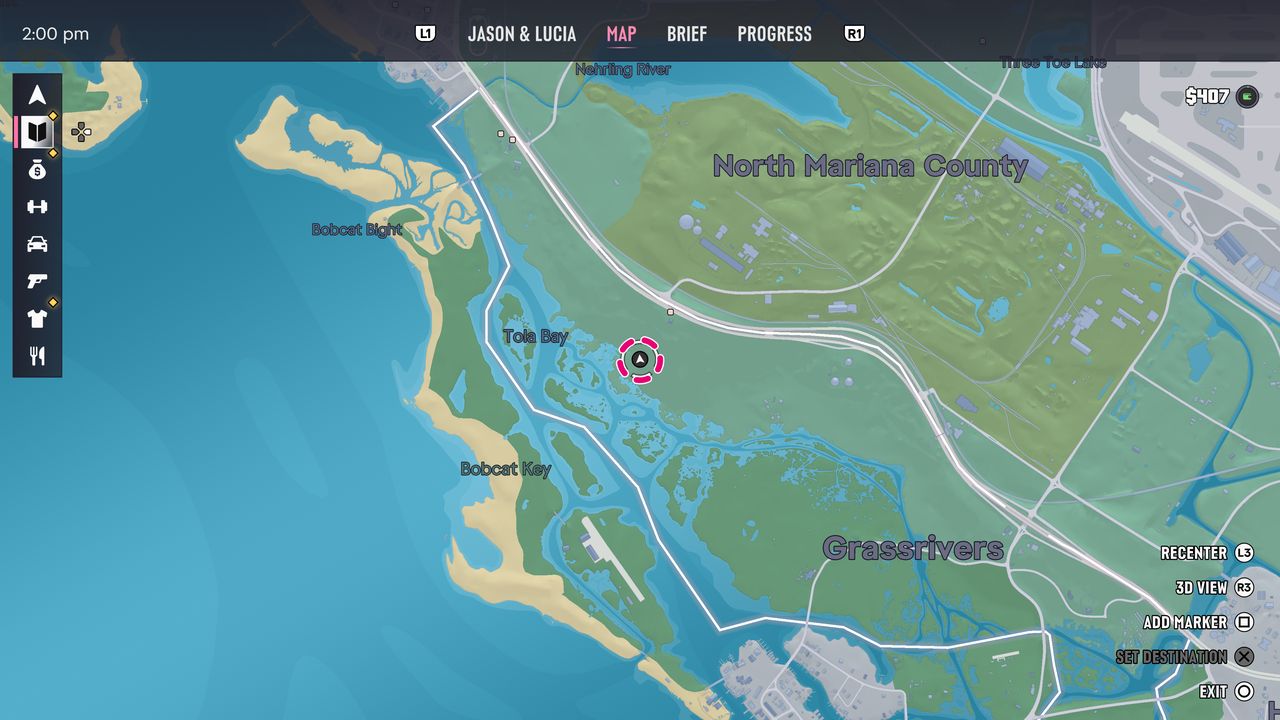 2:00 pm
L1 JASON & LUCIA MAP BRIEF PROGRESS R1
Nehrling River
Three Toe Lake
$407
North Mariana County
Bobcat Bight
Tola Bay
Bobcat Key
Grassrivers
RECENTER L3
3D VIEW R3
ADD MARKER
SET DESTINATION
EXIT